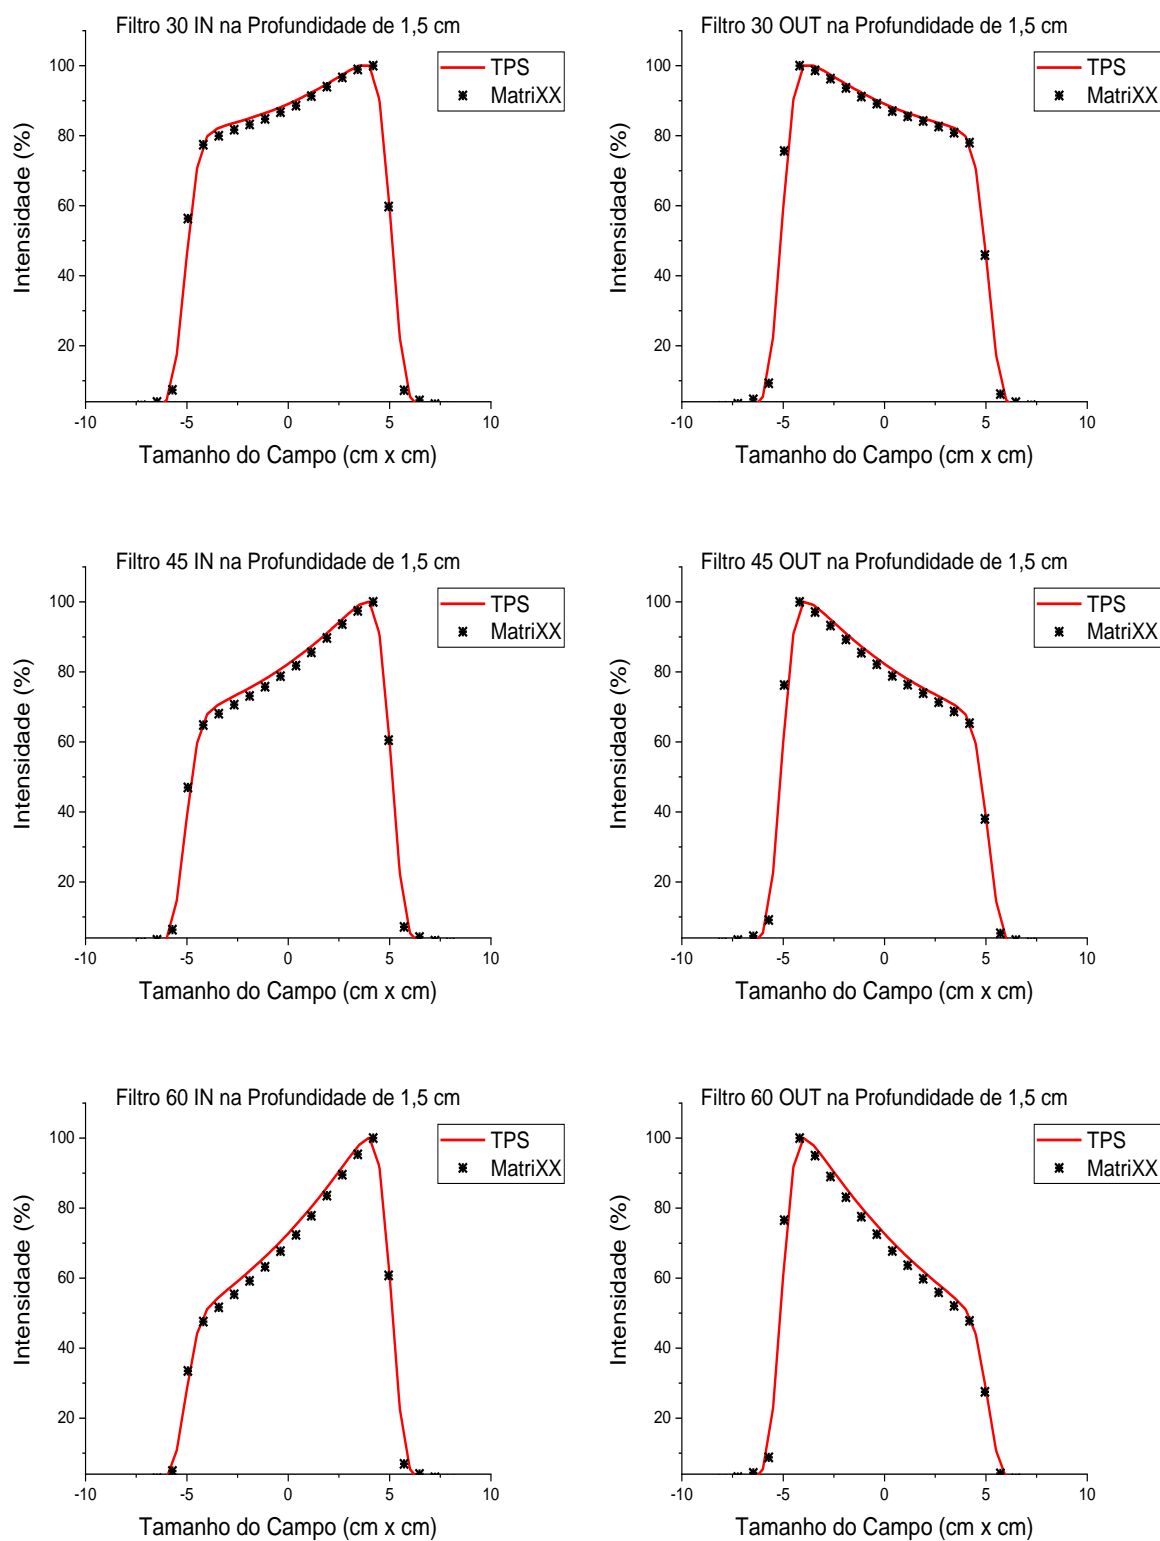 Filtro 30 IN na Profundidade de 1,5 cm
TPS
MatriXX
Intensidade (%)
100
80
60
40
20
-10 -5 0 5 10
Tamanho do Campo (cm x cm)
Filtro 30 OUT na Profundidade de 1,5 cm
TPS
MatriXX
Intensidade (%)
100
80
60
40
20
-10 -5 0 5 10
Tamanho do Campo (cm x cm)
Filtro 45 IN na Profundidade de 1,5 cm
TPS
MatriXX
Intensidade (%)
100
80
60
40
20
-10 -5 0 5 10
Tamanho do Campo (cm x cm)
Filtro 45 OUT na Profundidade de 1,5 cm
TPS
MatriXX
Intensidade (%)
100
80
60
40
20
-10 -5 0 5 10
Tamanho do Campo (cm x cm)
Filtro 60 IN na Profundidade de 1,5 cm
TPS
MatriXX
Intensidade (%)
100
80
60
40
20
-10 -5 0 5 10
Tamanho do Campo (cm x cm)
Filtro 60 OUT na Profundidade de 1,5 cm
TPS
MatriXX
Intensidade (%)
100
80
60
40
20
-10 -5 0 5 10
Tamanho do Campo (cm x cm)